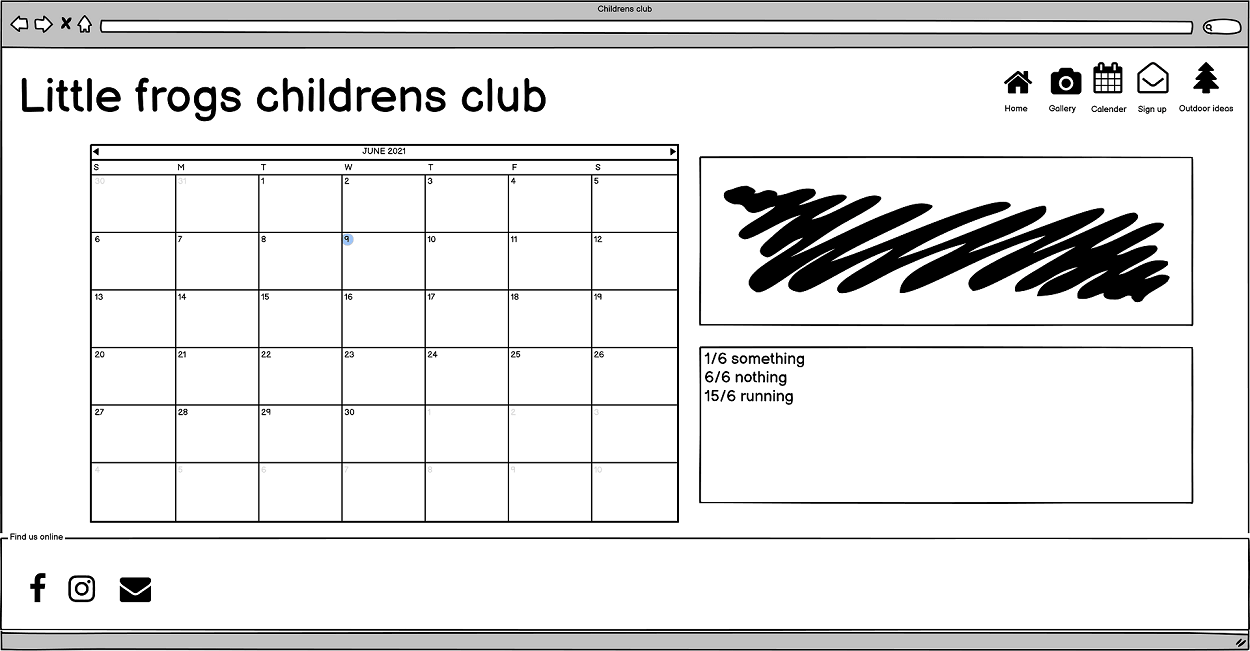 Childrens club
Little frogs childrens club
Home Gallery Calender Sign up Outdoor ideas
JUNE 2021
S M T W T F S
30 31 1 2 3 4 5
6 7 8 9 10 11 12
13 14 15 16 17 18 19
20 21 22 23 24 25 26
27 28 29 30 1 2 3
4 5 6 7 8 9 10
1/6 something
6/6 nothing
15/6 running
Find us online